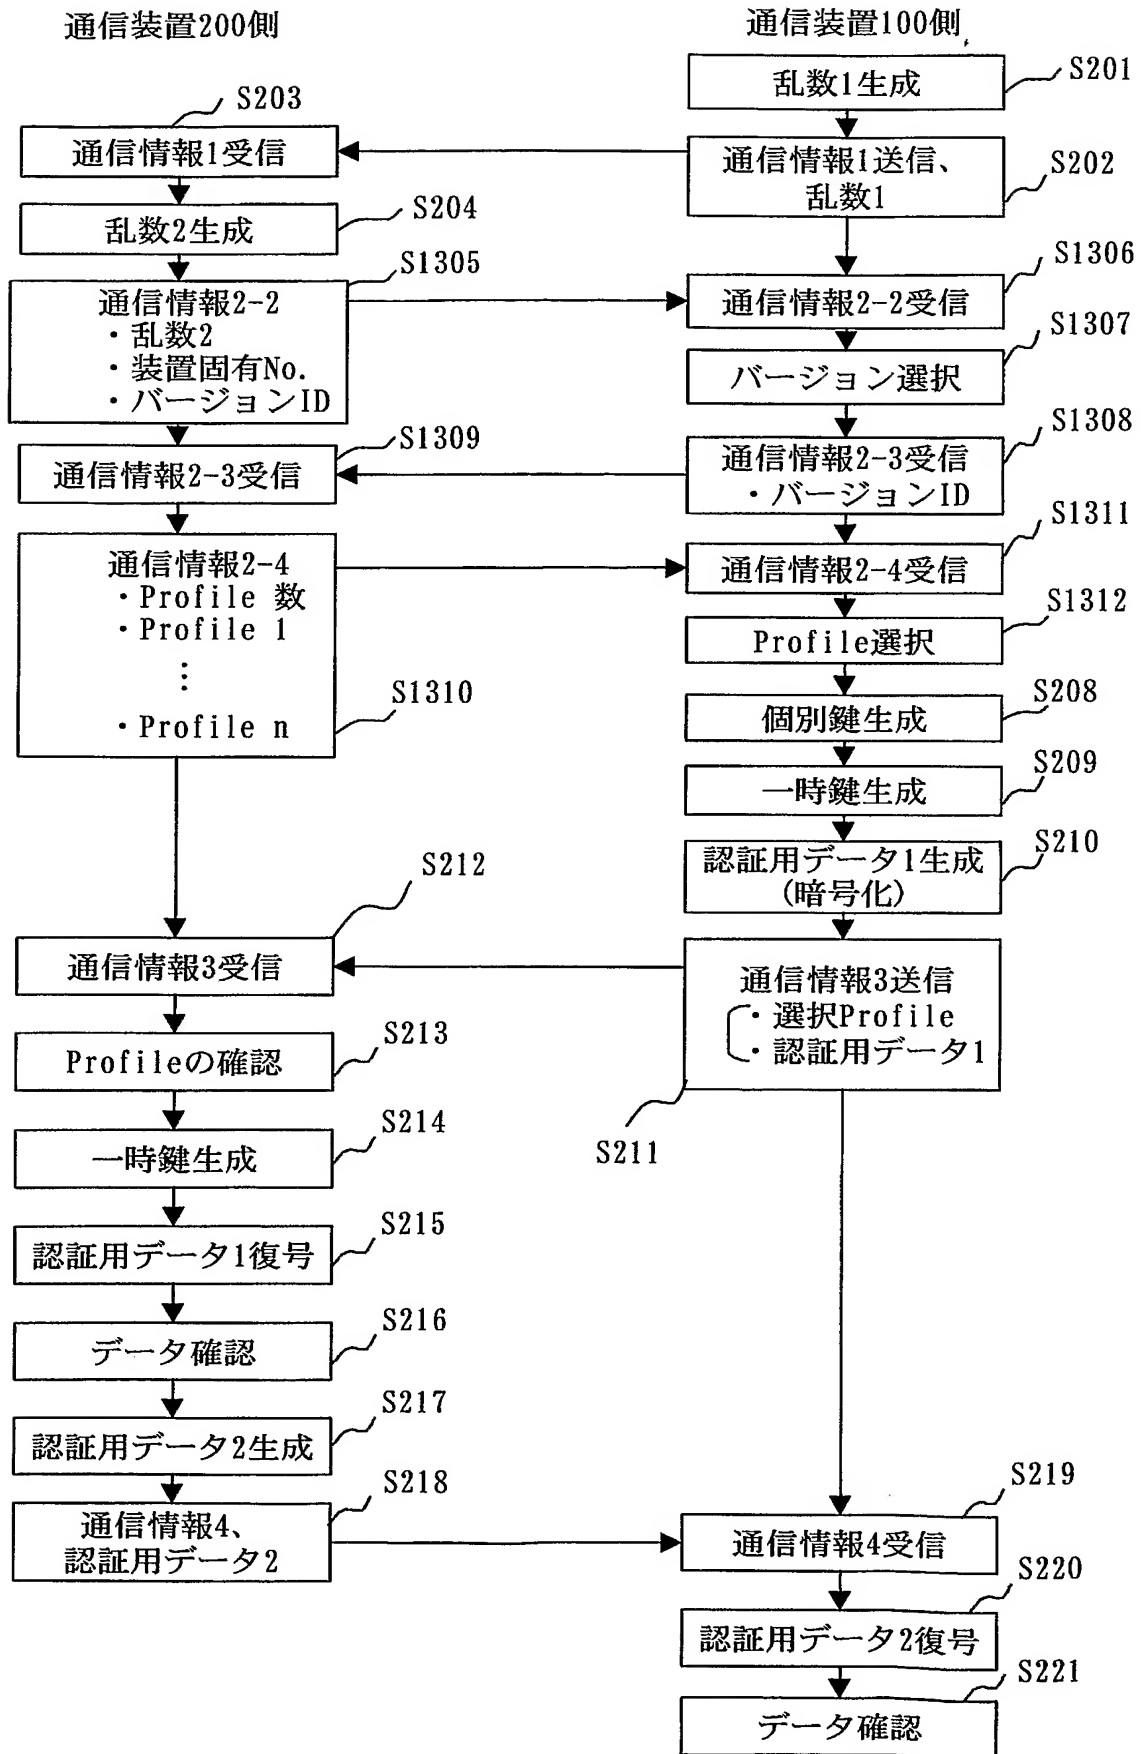 通信装置200側
通信装置100側
乱数1生成
S201
S203
通信情報1受信
通信情報1送信、
乱数1
S202
乱数2生成
S204
S1305
通信情報2-2
・乱数2
・装置固有No.
・バージョンID
S1306
通信情報2-2受信
S1307
バージョン選択
S1309
通信情報2-3受信
S1308
通信情報2-3受信
・バージョンID
S1311
通信情報2-4
・Profile 数
・Profile 1
⋮
・Profile n
S1310
通信情報2-4受信
S1312
Profile選択
S208
個別鍵生成
S209
一時鍵生成
S210
認証用データ1生成
(暗号化)
S212
通信情報3受信
通信情報3送信
・選択Profile
・認証用データ1
S211
S213
Profileの確認
S214
一時鍵生成
S215
認証用データ1復号
S216
データ確認
S217
認証用データ2生成
S218
通信情報4、
認証用データ2
S219
通信情報4受信
S220
認証用データ2復号
S221
データ確認